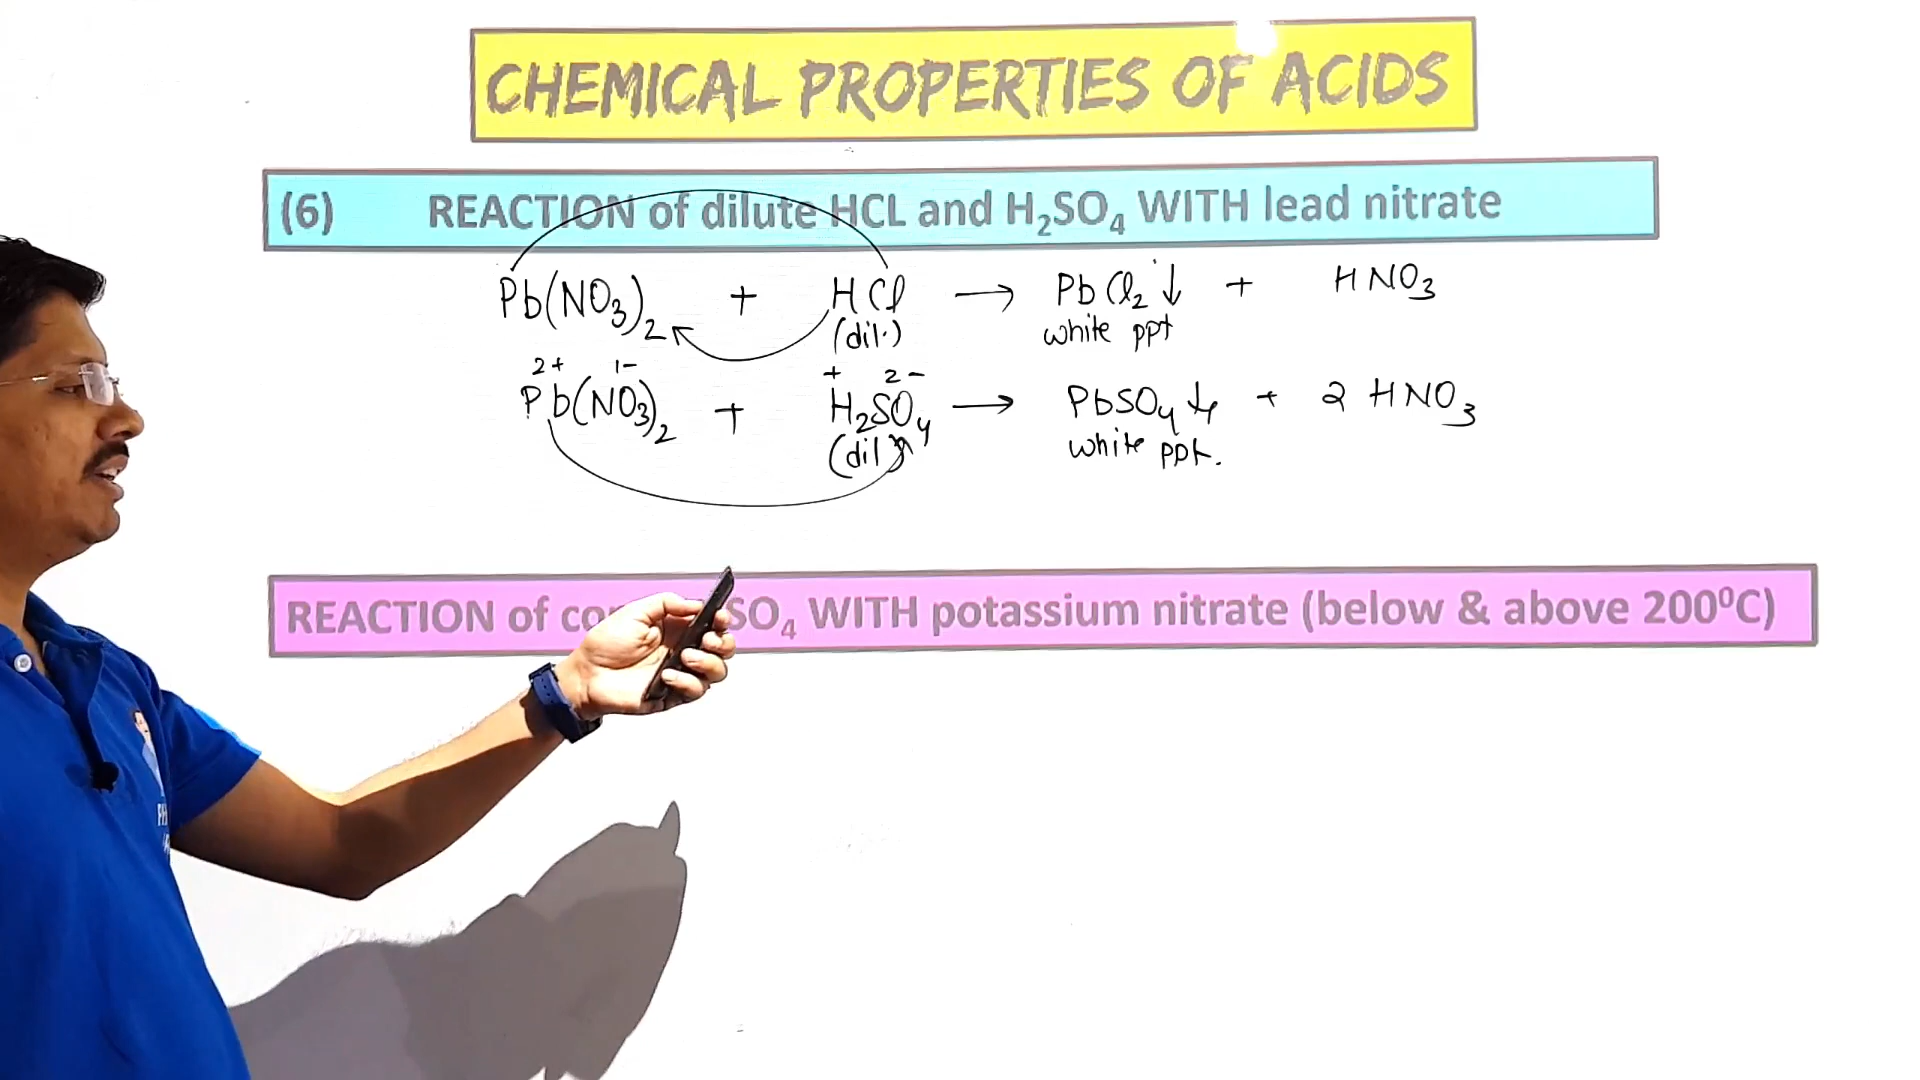 CHEMICAL PROPERTIES OF ACIDS
(6) REACTION of dilute HCL and H₂SO₄ WITH lead nitrate
Pb(NO₃)₂ + HCl → PbCl₂ ↓ + HNO₃
(dil.) white ppt
2+ 1- + 2-
Pb(NO₃)₂ + H₂SO₄ → PbSO₄ ↓ + 2 HNO₃
(dil) white ppt.
REACTION of SO₄ WITH potassium nitrate (below & above 200⁰C)